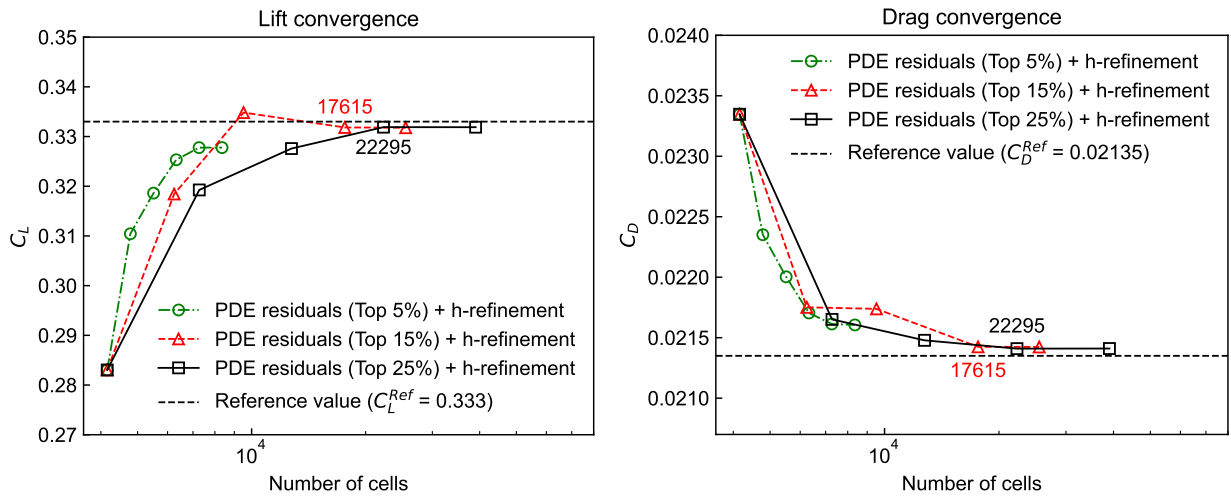 Lift convergence
0.35
0.34
0.33
0.32
0.31
0.30
0.29
0.28
0.27
C_L
17615
22295
PDE residuals (Top 5%) + h-refinement
PDE residuals (Top 15%) + h-refinement
PDE residuals (Top 25%) + h-refinement
Reference value (C_L^Ref = 0.333)
10^4
Number of cells
Drag convergence
0.0240
0.0235
0.0230
0.0225
0.0220
0.0215
0.0210
C_D
PDE residuals (Top 5%) + h-refinement
PDE residuals (Top 15%) + h-refinement
PDE residuals (Top 25%) + h-refinement
Reference value (C_D^Ref = 0.02135)
22295
17615
10^4
Number of cells